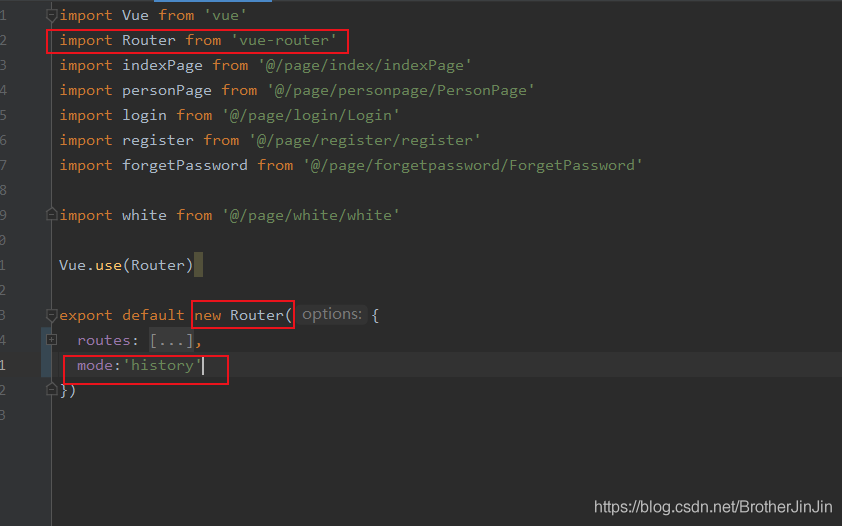 1 import Vue from 'vue'
2 import Router from 'vue-router'
3 import indexPage from '@/page/index/indexPage'
4 import personPage from '@/page/personpage/PersonPage'
5 import login from '@/page/login/Login'
6 import register from '@/page/register/register'
7 import forgetPassword from '@/page/forgetpassword/ForgetPassword'
8
9 import white from '@/page/white/white'
0
1 Vue.use(Router)
2
3 export default new Router( options: {
4 routes: [...],
1 mode:'history'
2 })
3
https://blog.csdn.net/BrotherJinJin